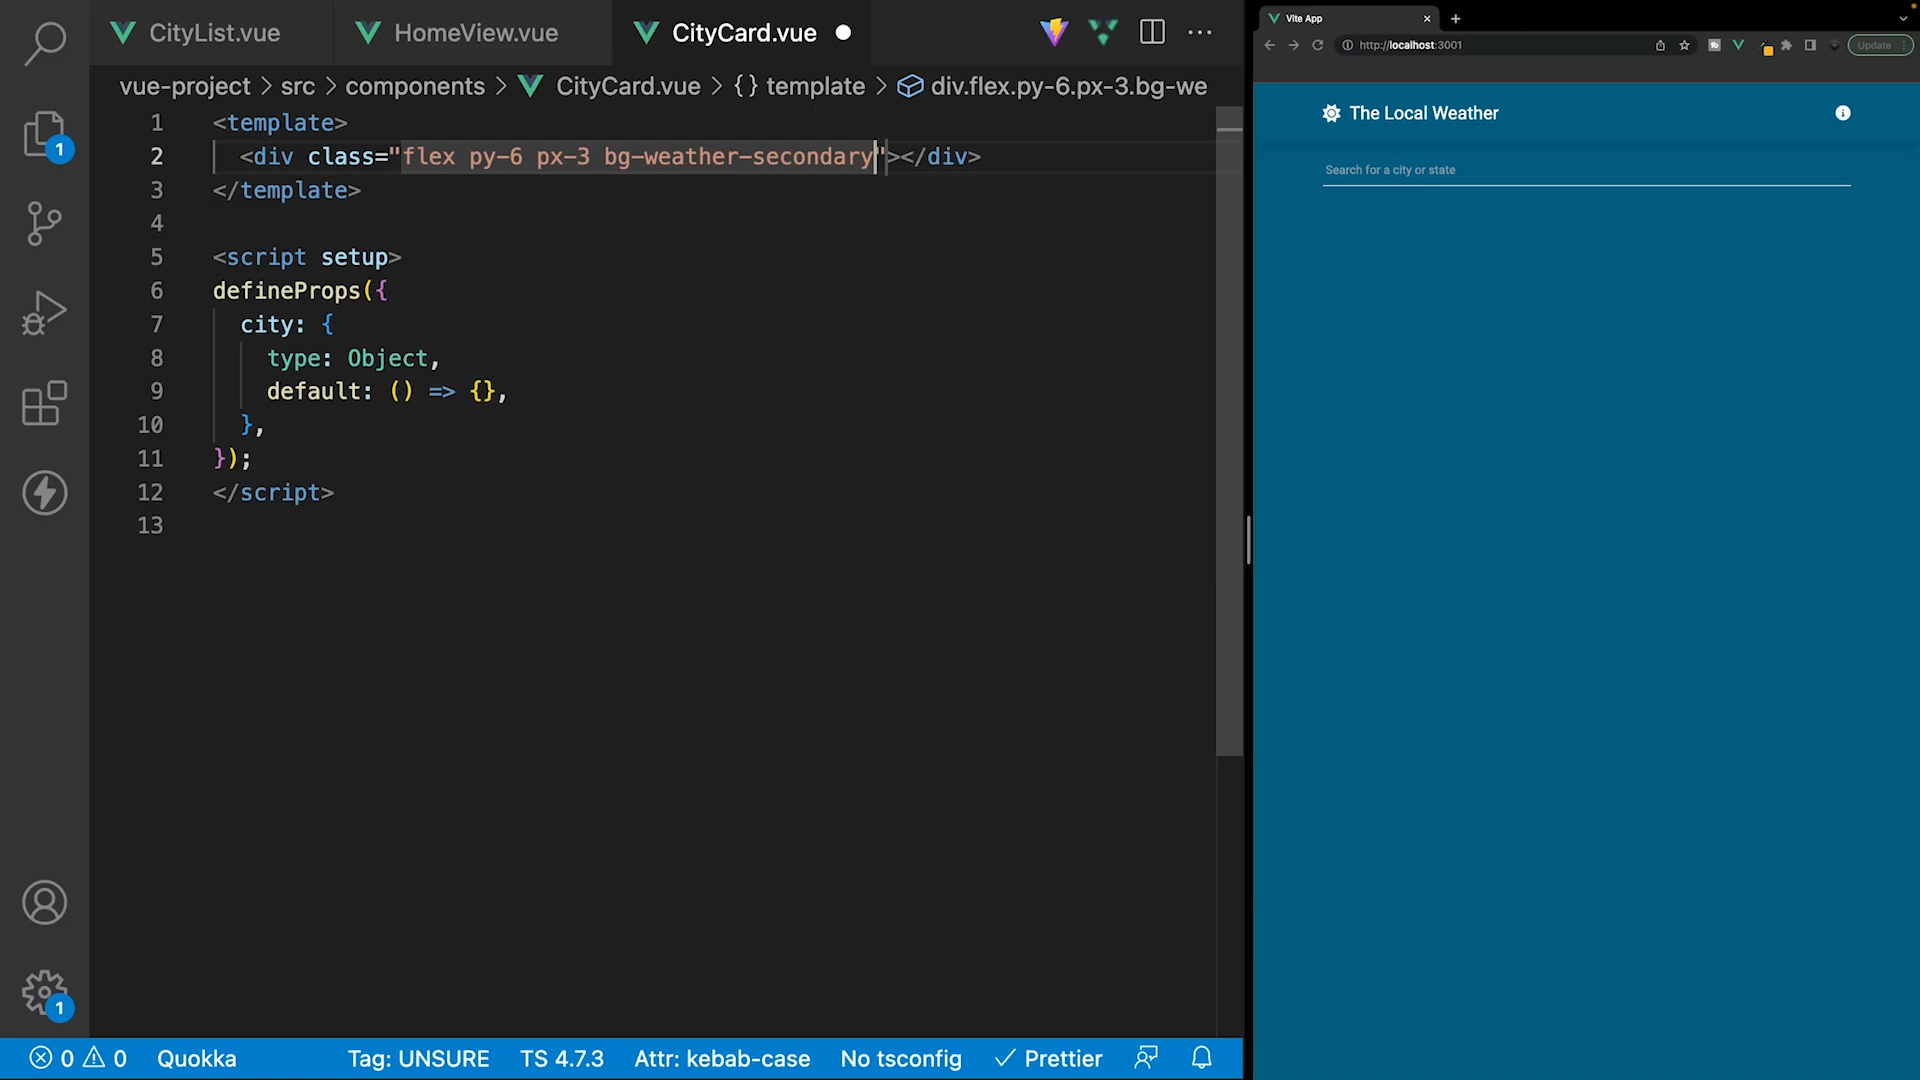 CityList.vue
HomeView.vue
CityCard.vue
vue-project > src > components > CityCard.vue > {} template > div.flex.py-6.px-3.bg-we
1 <template>
2 <div class="flex py-6 px-3 bg-weather-secondary"></div>
3 </template>
4
5 <script setup>
6 defineProps({
7 city: {
8 type: Object,
9 default: () => {},
10 },
11 });
12 </script>
13
1
1
0 0 Quokka Tag: UNSURE TS 4.7.3 Attr: kebab-case No tsconfig Prettier
Vite App
http://localhost:3001
Update
The Local Weather
Search for a city or state